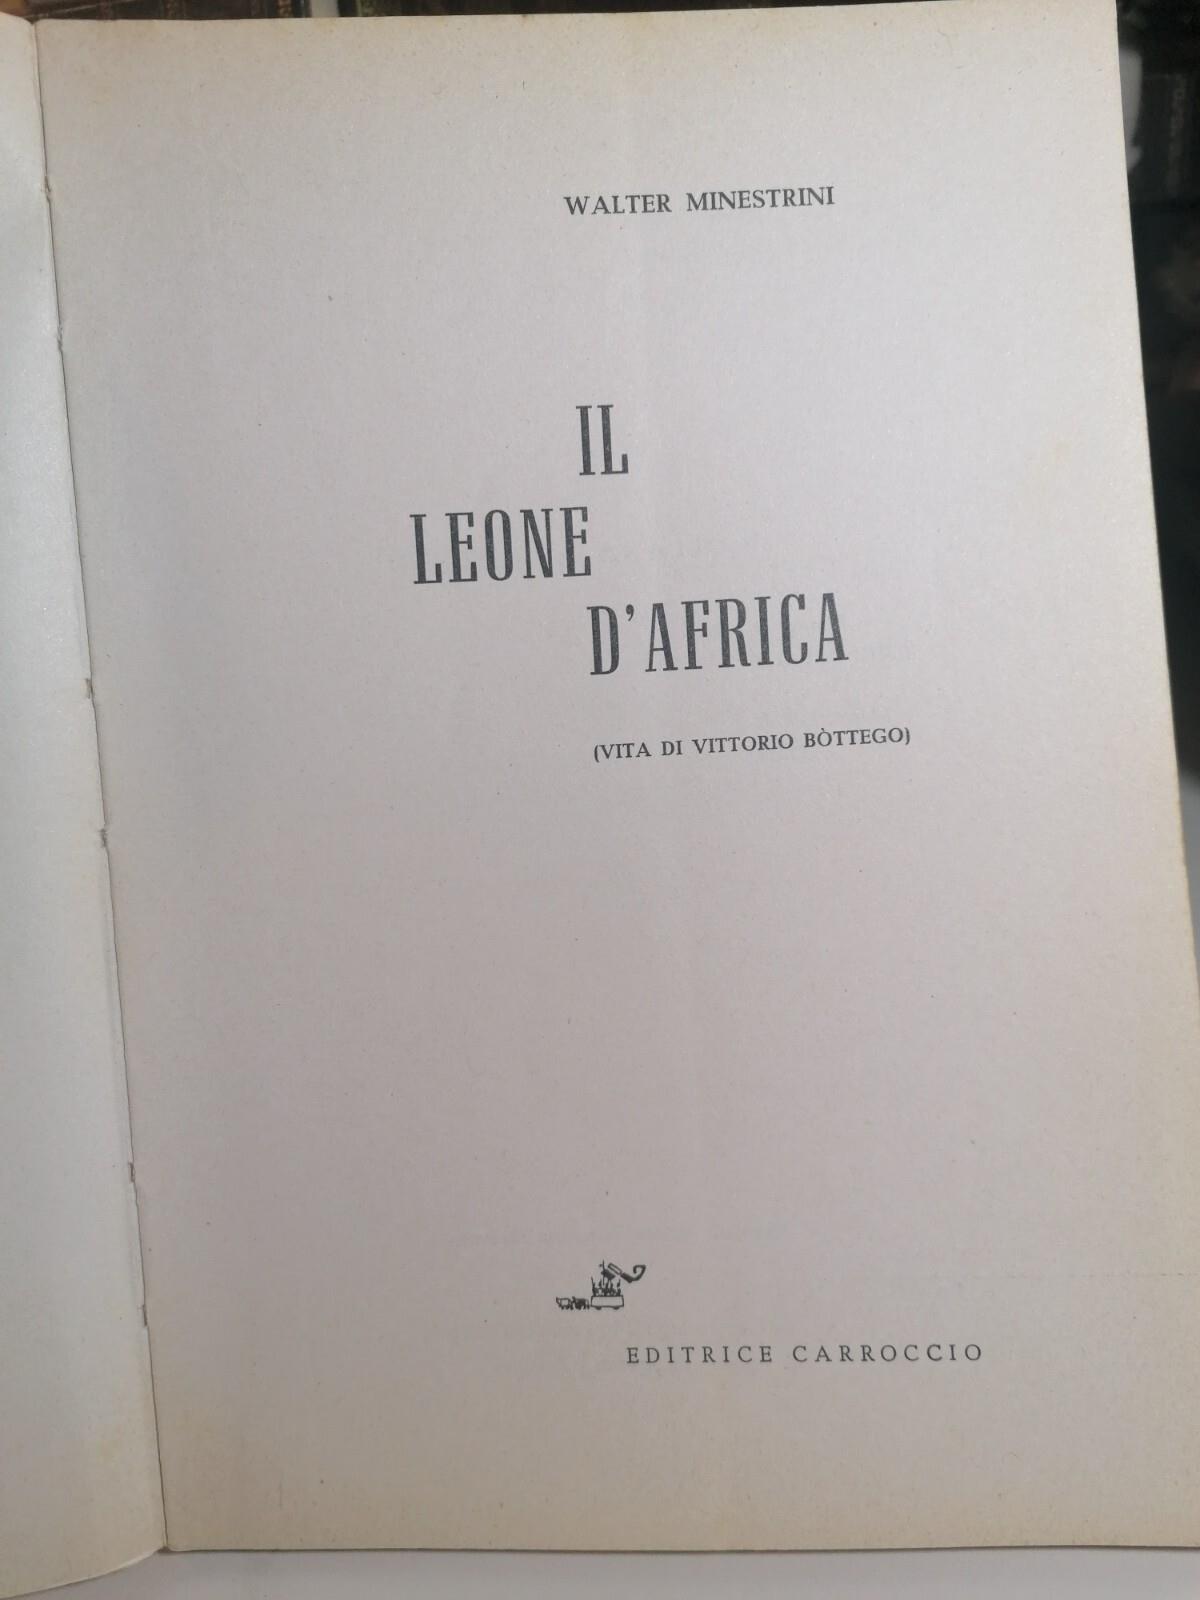 WALTER MINESTRINI
IL
LEONE
D'AFRICA
(VITA DI VITTORIO BÒTTEGO)
EDITRICE CARROCCIO